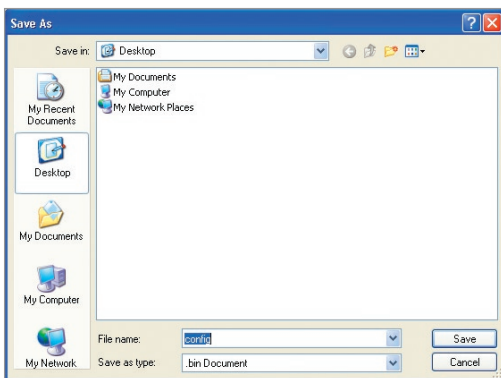 Save As
Save in:
Desktop
My Recent
Documents
Desktop
My Documents
My Computer
My Network
My Documents
My Computer
My Network Places
File name:
config
Save
Save as type:
.bin Document
Cancel